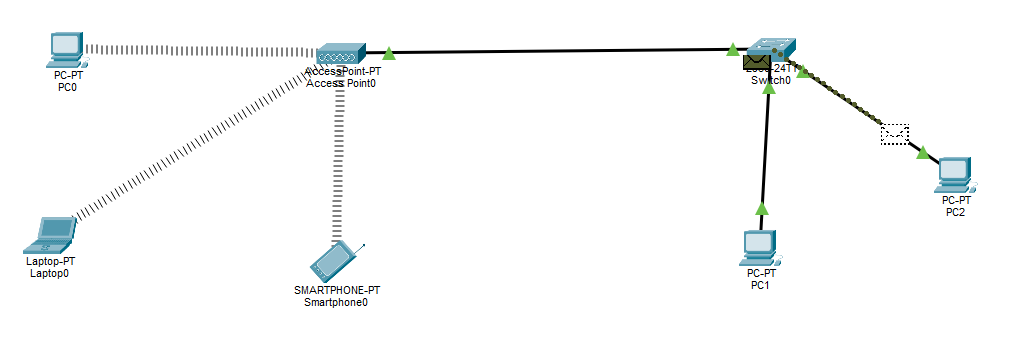 PC-PT
PC0
AccessPoint-PT
Access Point0
Switch0
PC-PT
PC2
Laptop-PT
Laptop0
PC-PT
PC1
SMARTPHONE-PT
Smartphone0